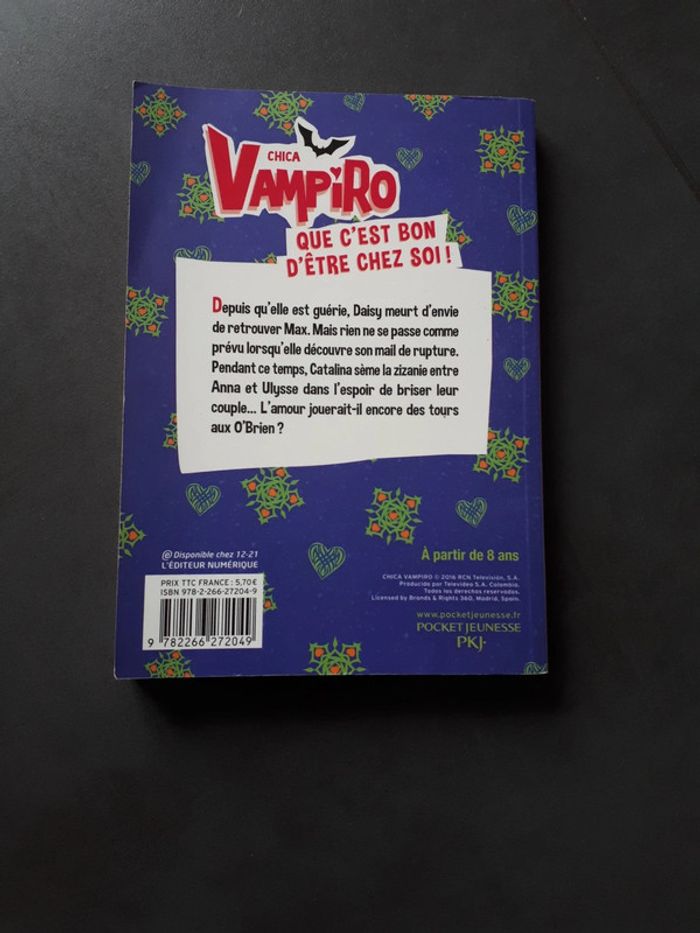 CHICA
VAMPiRO
QUE C'EST BON
D'ÊTRE CHEZ SOI !
Depuis qu'elle est guérie, Daisy meurt d'envie
de retrouver Max. Mais rien ne se passe comme
prévu lorsqu'elle découvre son mail de rupture.
Pendant ce temps, Catalina sème la zizanie entre
Anna et Ulysse dans l'espoir de briser leur
couple... L'amour jouerait-il encore des tours
aux O'Brien ?
@ Disponible chez 12-21
L'ÉDITEUR NUMÉRIQUE
À partir de 8 ans
PRIX TTC FRANCE : 5,70 €
ISBN 978-2-266-27204-9
9 782266 272049
CHICA VAMPIRO © 2016 RCN Televisión, S.A.
Producida por Televideo S.A. Colombia.
Todos los derechos reservados.
Licensed by Brands & Rights 360, Madrid, Spain.
www.pocketjeunesse.fr
POCKET JEUNESSE
PKJ·